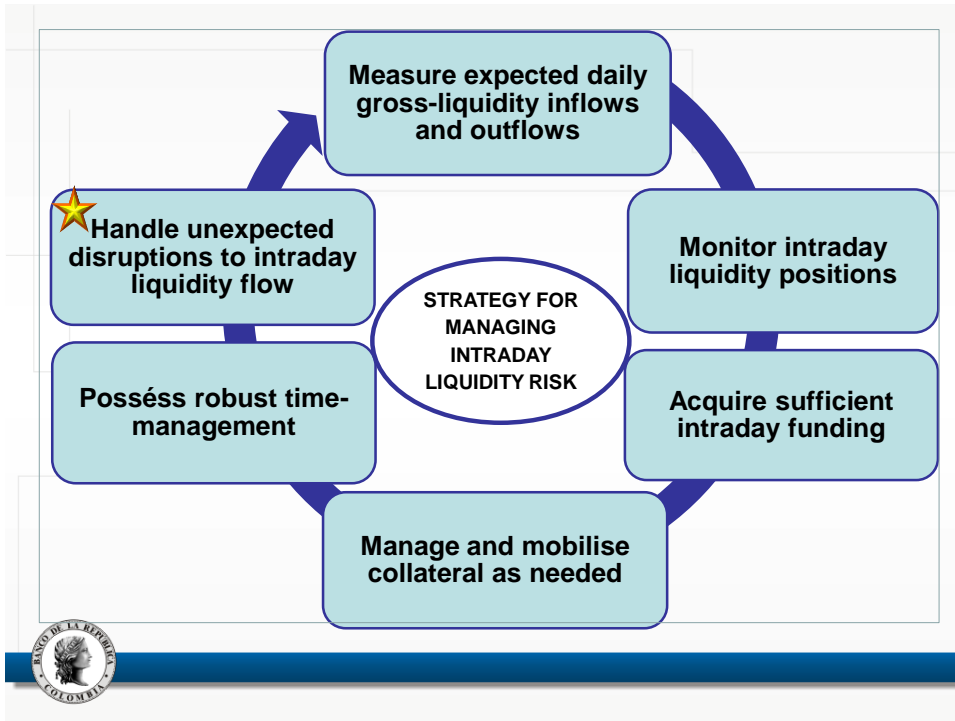 Measure expected daily
gross-liquidity inflows
and outflows
Monitor intraday
liquidity positions
Acquire sufficient
intraday funding
Manage and mobilise
collateral as needed
Posséss robust time-
management
Handle unexpected
disruptions to intraday
liquidity flow
STRATEGY FOR
MANAGING
INTRADAY
LIQUIDITY RISK
BANCO DE LA REPUBLICA
COLOMBIA